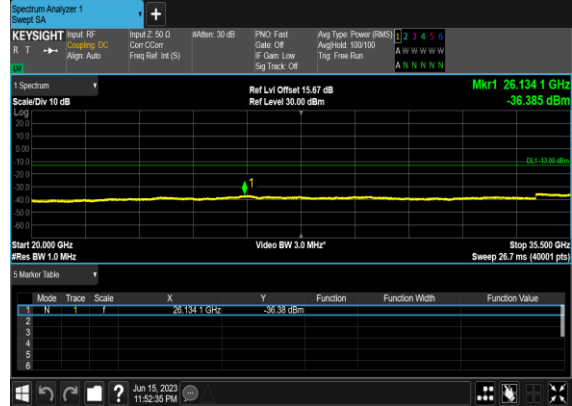 Spectrum Analyzer 1
Swept SA
+
KEYSIGHT Input: RF Input Z: 50 Ω #Atten: 30 dB PNO: Fast Avg Type: Power (RMS) 1 2 3 4 5 6
R T Coupling: DC Corr CCorr Gate: Off Avg|Hold: 100/100 A W W W W W
Align: Auto Freq Ref: Int (S) IF Gain: Low Trig: Free Run
Sig Track: Off A N N N N N
1 Spectrum Ref Lvl Offset 15.67 dB Mkr1 26.134 1 GHz
Scale/Div 10 dB Ref Level 30.00 dBm -36.385 dBm
Log
20.0
10.0
0.00
-10.0
DL1 -13.00 dBm
-20.0
-30.0
1
-40.0
-50.0
-60.0
Start 20.000 GHz Video BW 3.0 MHz* Stop 35.500 GHz
#Res BW 1.0 MHz Sweep 26.7 ms (40001 pts)
5 Marker Table
Mode Trace Scale X Y Function Function Width Function Value
1 N 1 f 26.134 1 GHz -36.38 dBm
2
3
4
5
6
? Jun 15, 2023
11:52:35 PM